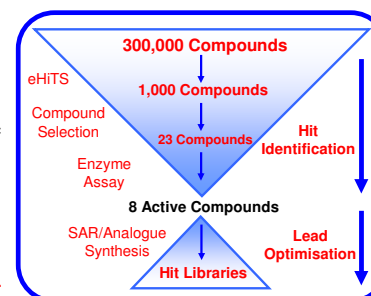 300,000 Compounds
eHiTS
1,000 Compounds
Compound
Selection
23 Compounds
Hit
Identification
Enzyme
Assay
8 Active Compounds
SAR/Analogue
Synthesis
Lead
Optimisation
Hit Libraries